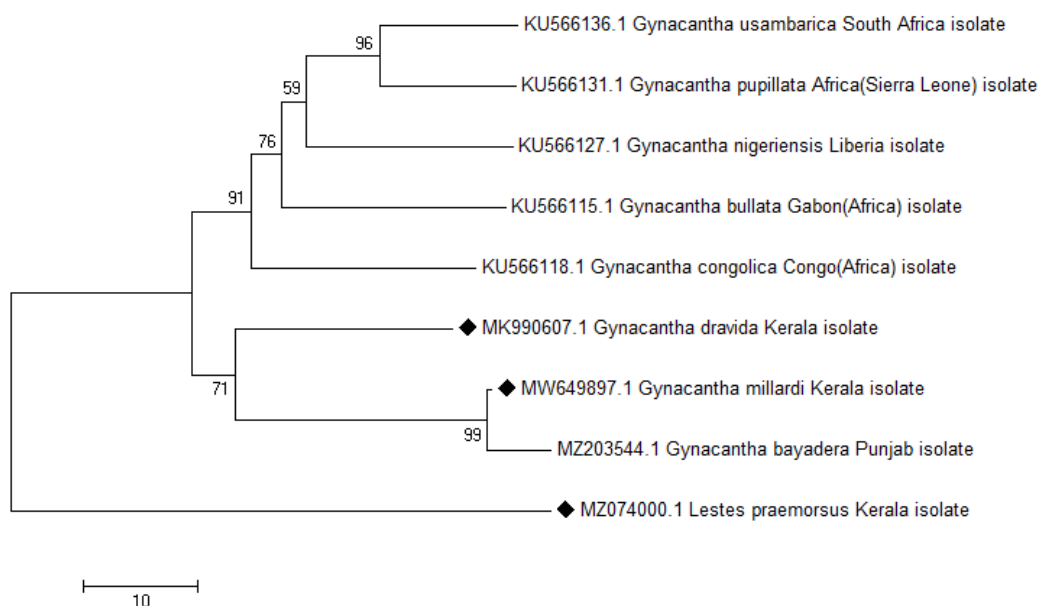 KU566136.1 Gynacantha usambarica South Africa isolate
96
KU566131.1 Gynacantha pupillata Africa(Sierra Leone) isolate
59
KU566127.1 Gynacantha nigeriensis Liberia isolate
76
KU566115.1 Gynacantha bullata Gabon(Africa) isolate
91
KU566118.1 Gynacantha congolica Congo(Africa) isolate
MK990607.1 Gynacantha dravida Kerala isolate
71
MW649897.1 Gynacantha millardi Kerala isolate
99
MZ203544.1 Gynacantha bayadera Punjab isolate
MZ074000.1 Lestes praemorsus Kerala isolate
10